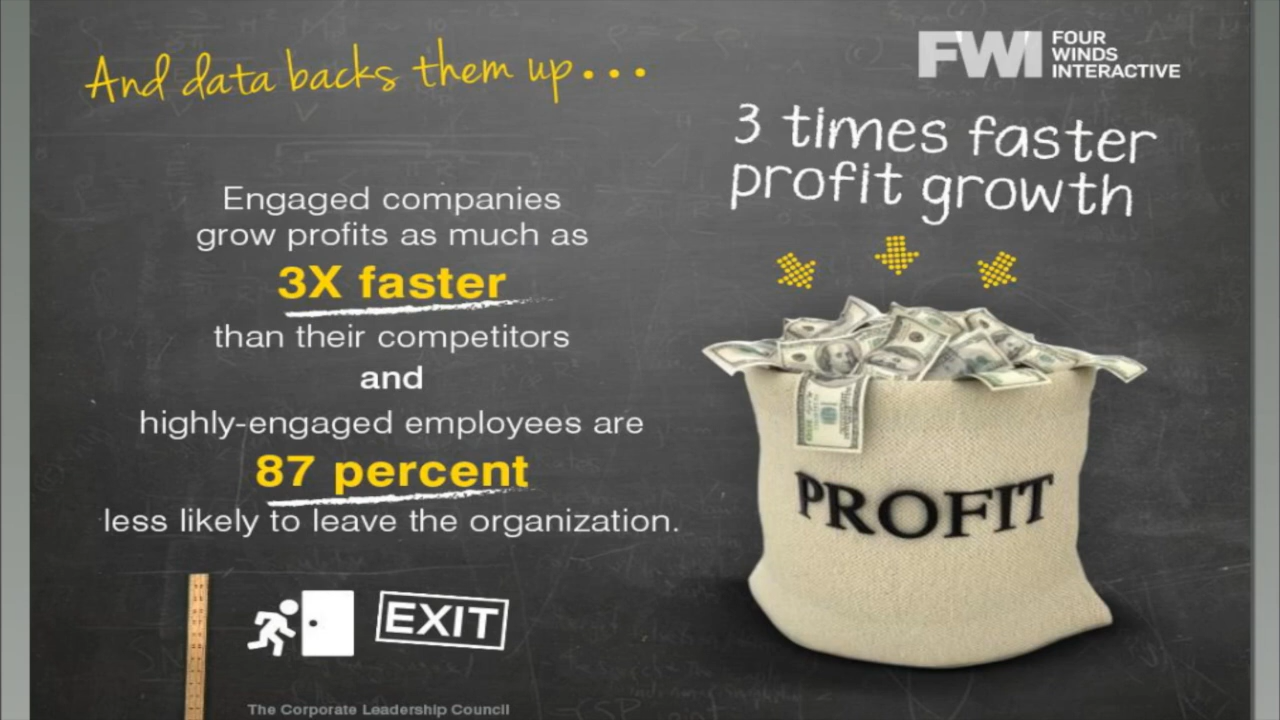 And data backs them up...
FWI
FOUR
WINDS
INTERACTIVE
3 times faster
profit growth
Engaged companies
grow profits as much as
3X faster
than their competitors
and
highly-engaged employees are
87 percent
less likely to leave the organization.
PROFIT
EXIT
The Corporate Leadership Council